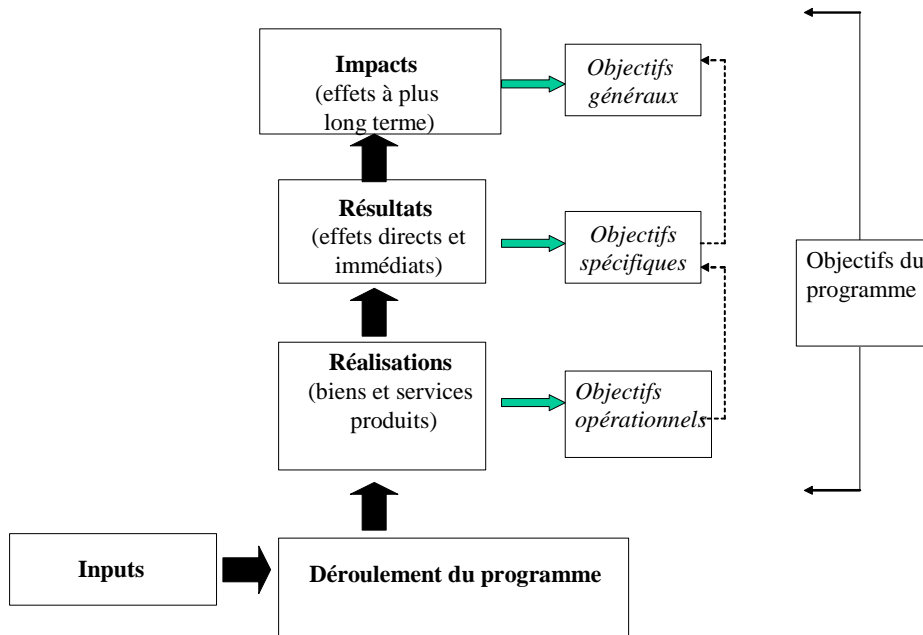 Impacts
(effets à plus
long terme)
Objectifs
généraux
Résultats
(effets directs et
immédiats)
Objectifs
spécifiques
Objectifs du
programme
Réalisations
(biens et services
produits)
Objectifs
opérationnels
Inputs
Déroulement du programme